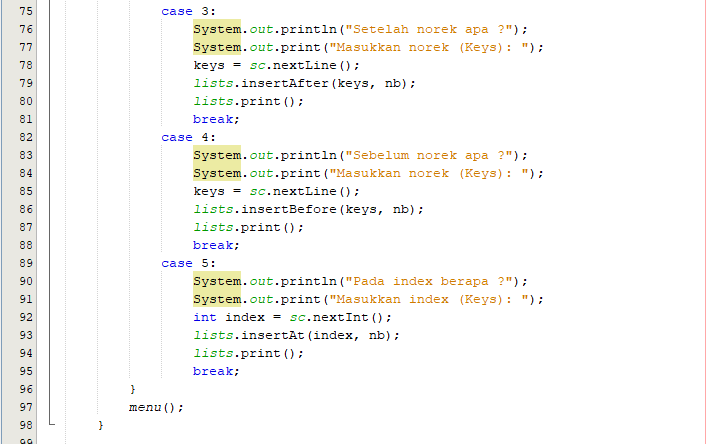 75 case 3:
76 System.out.println("Setelah norek apa ?");
77 System.out.print("Masukkan norek (Keys): ");
78 keys = sc.nextLine();
79 lists.insertAfter(keys, nb);
80 lists.print();
81 break;
82 case 4:
83 System.out.println("Sebelum norek apa ?");
84 System.out.print("Masukkan norek (Keys): ");
85 keys = sc.nextLine();
86 lists.insertBefore(keys, nb);
87 lists.print();
88 break;
89 case 5:
90 System.out.println("Pada index berapa ?");
91 System.out.print("Masukkan index (Keys): ");
92 int index = sc.nextInt();
93 lists.insertAt(index, nb);
94 lists.print();
95 break;
96 }
97 menu();
98 }
99